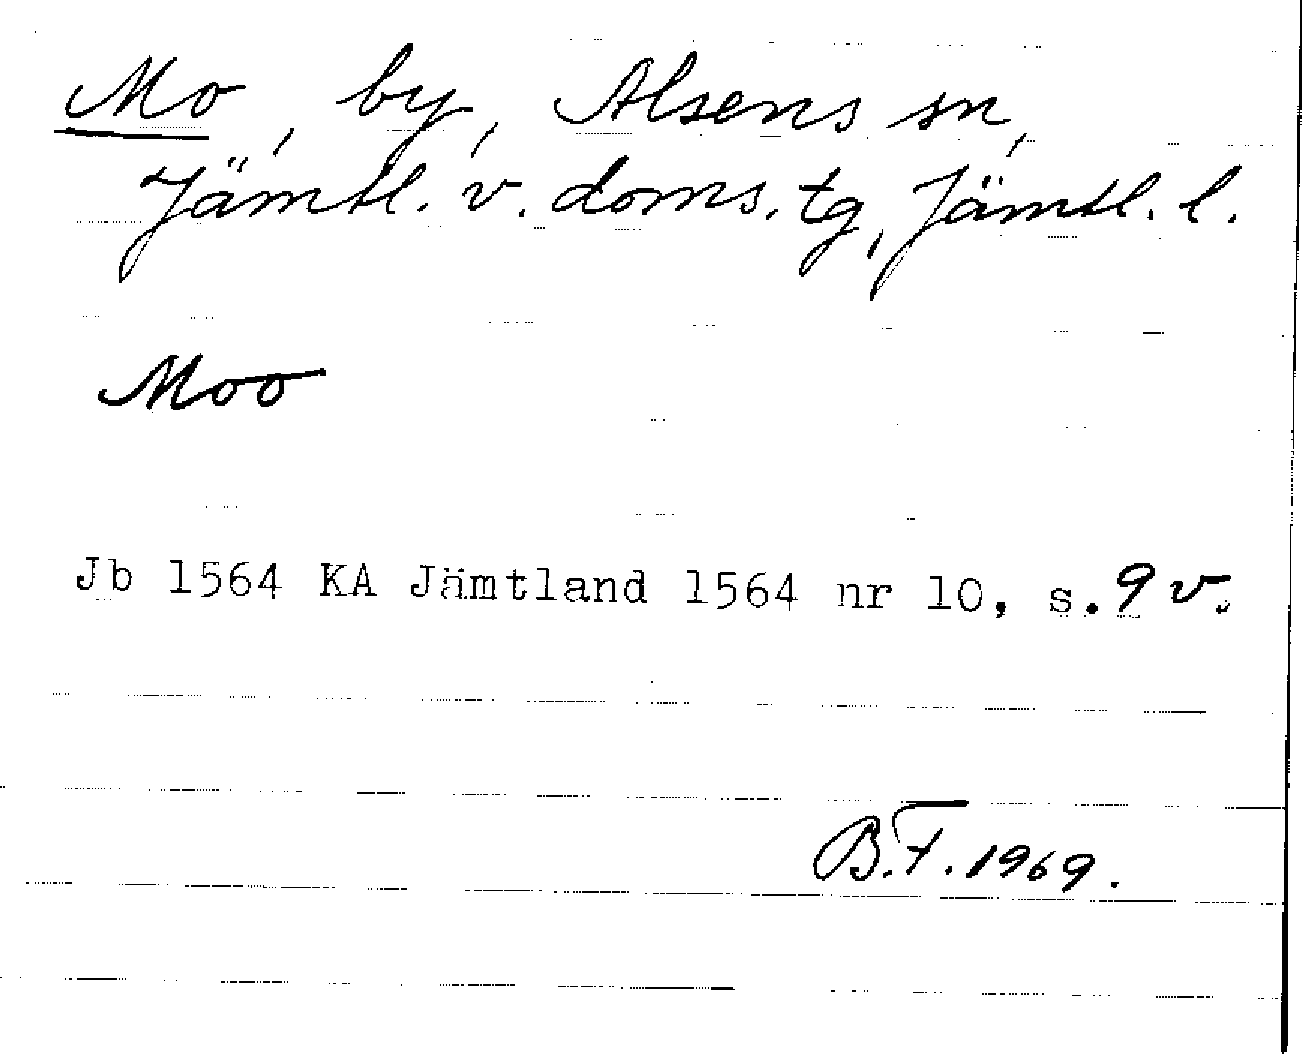 Mo, by, Alsens sn,
Jämtl. v. doms. tg, Jämtl. l.
Moo
Jb 1564 KA Jämtland 1564 nr 10, s. 9 v.
B.F. 1969.